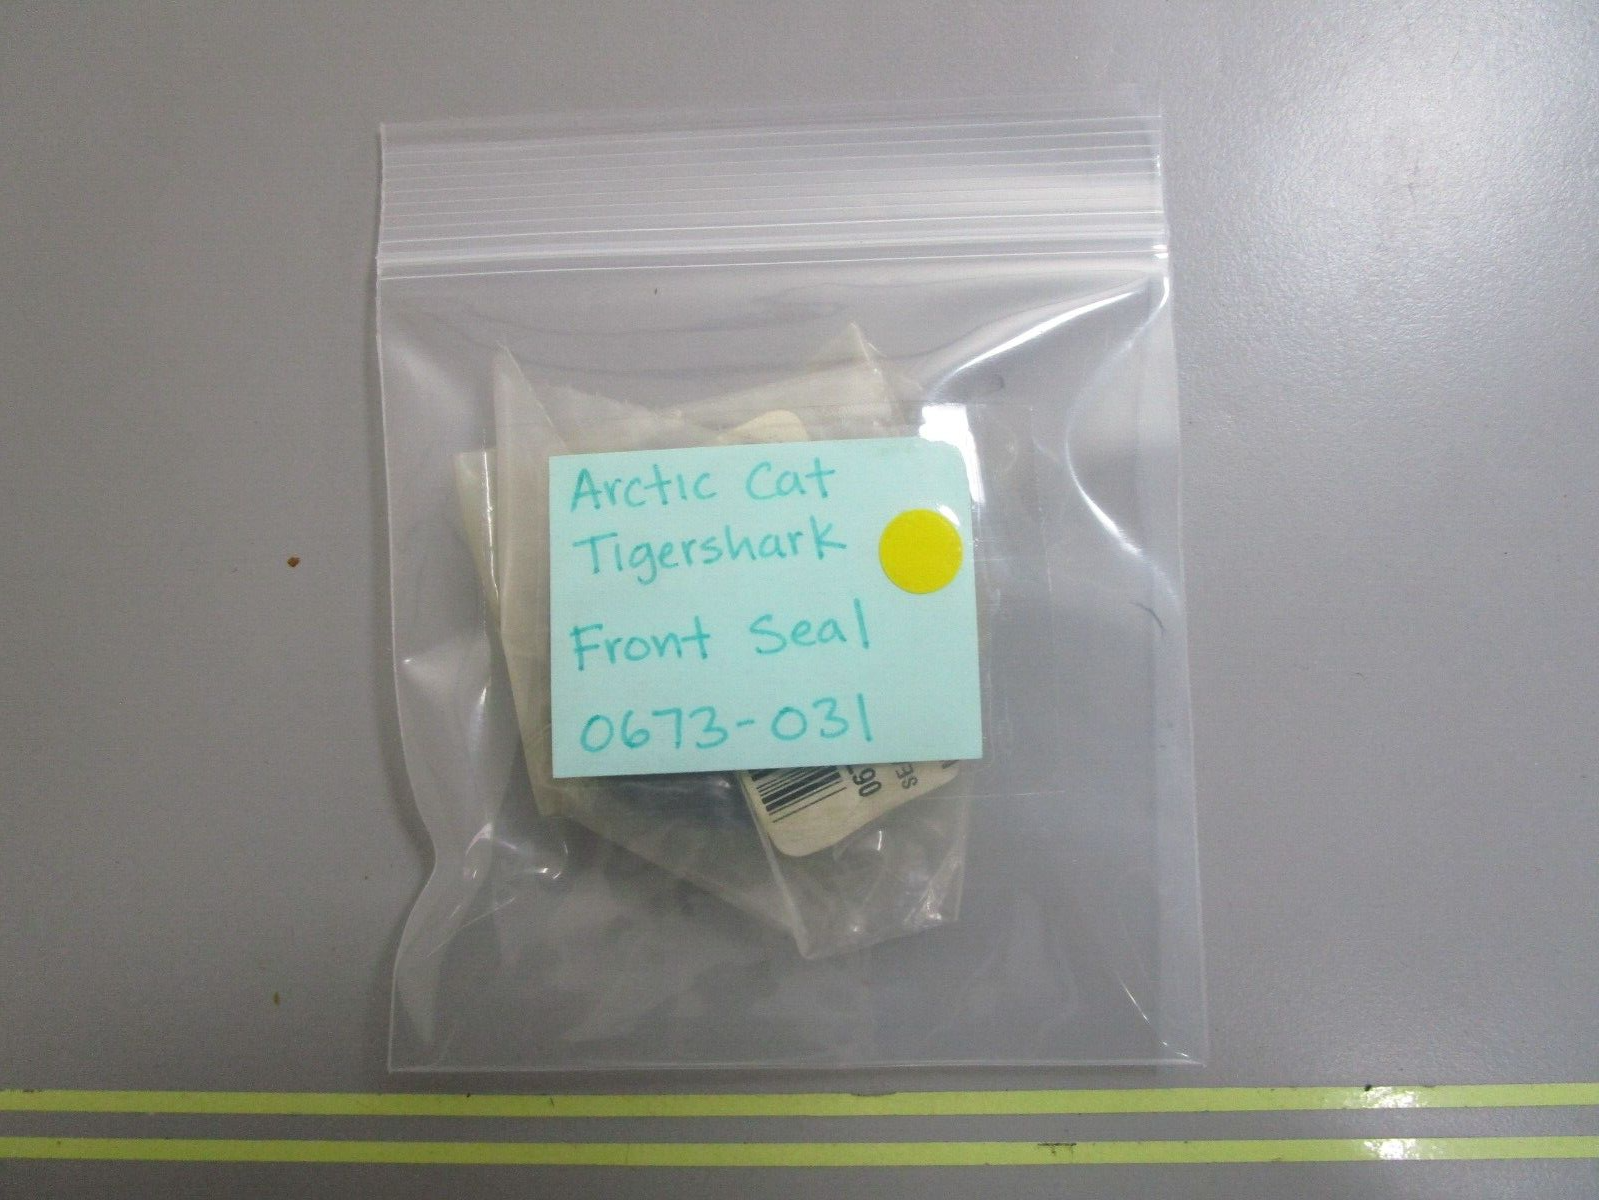 Arctic Cat
Tigershark
Front Seal
0673-031